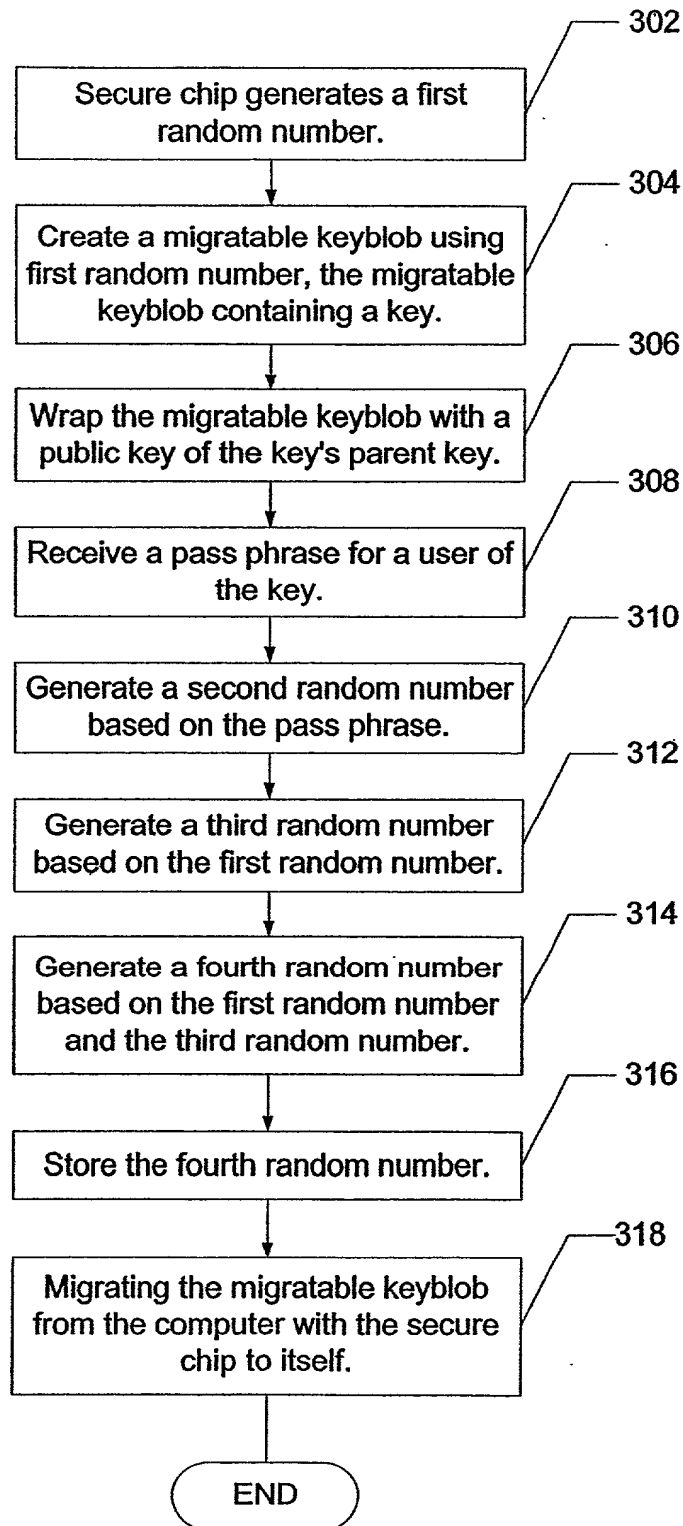 302
Secure chip generates a first
random number.
304
Create a migratable keyblob using
first random number, the migratable
keyblob containing a key.
306
Wrap the migratable keyblob with a
public key of the key's parent key.
308
Receive a pass phrase for a user of
the key.
310
Generate a second random number
based on the pass phrase.
312
Generate a third random number
based on the first random number.
314
Generate a fourth random number
based on the first random number
and the third random number.
316
Store the fourth random number.
318
Migrating the migratable keyblob
from the computer with the secure
chip to itself.
END